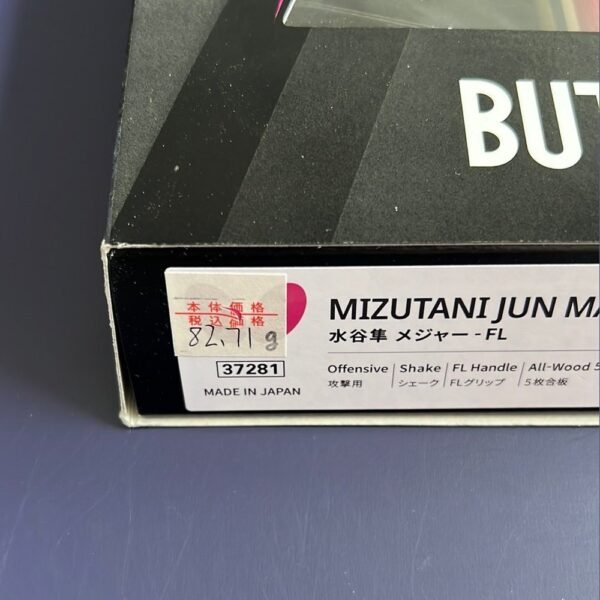 BUT
本体価格
税込価格
82.71g
37281
MADE IN JAPAN
MIZUTANI JUN MA
水谷隼 メジャー - FL
Offensive | Shake | FL Handle | All-Wood 5
攻撃用 | シェーク | FLグリップ | 5枚合板